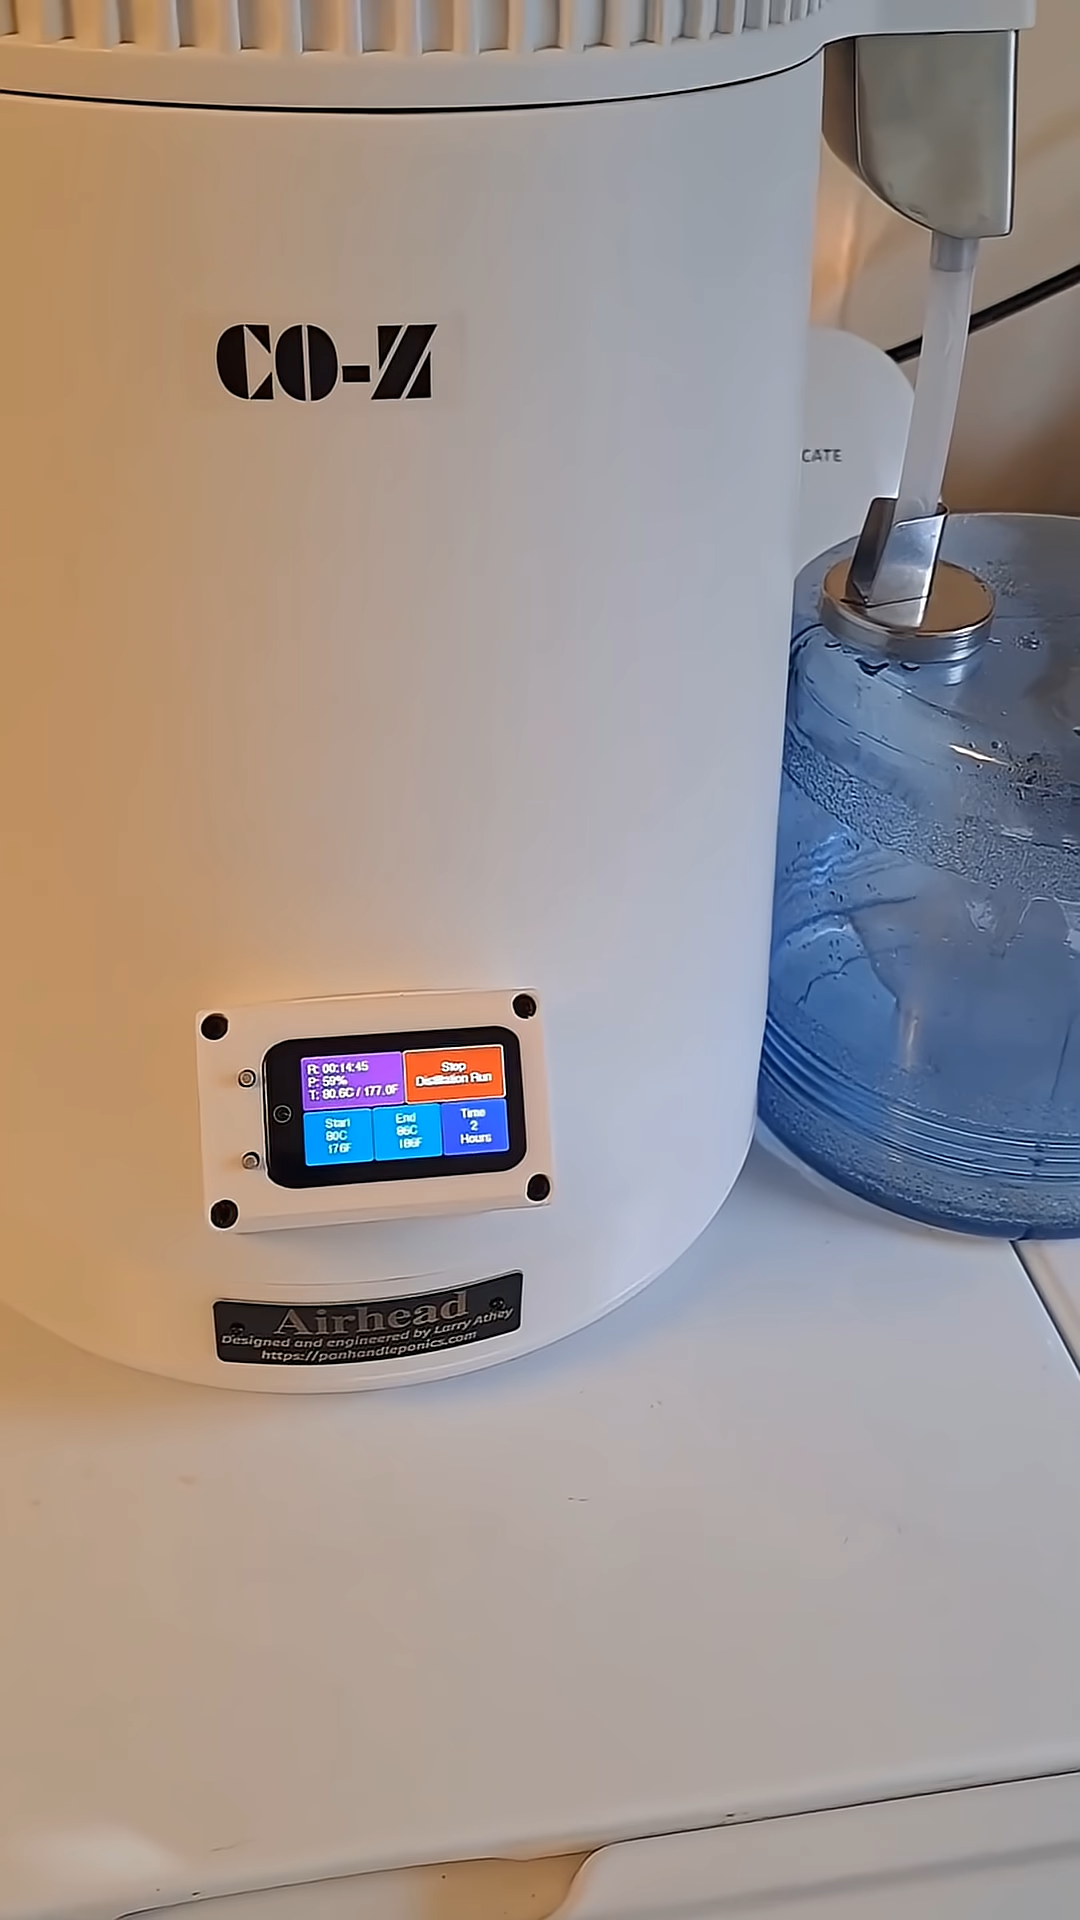 CO-Z
CATE
R: 00:14:45
P: 59%
T: 80.6C / 177.0F
Stop
Distillation Run
Start
80C
176F
End
86C
186F
Time
2
Hours
Airhead
Designed and engineered by Larry Athey
https://panhandleponics.com